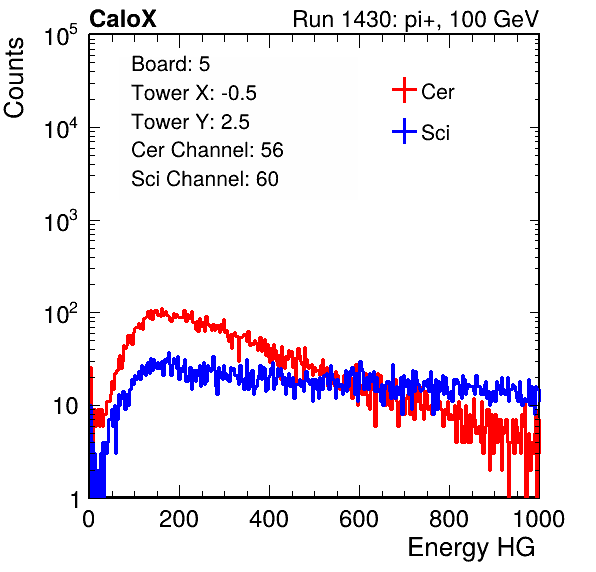 CaloX Run 1430: pi+, 100 GeV
Counts
Board: 5
Tower X: -0.5
Tower Y: 2.5
Cer Channel: 56
Sci Channel: 60
Cer
Sci
10^5
10^4
10^3
10^2
10
1
0 200 400 600 800 1000
Energy HG